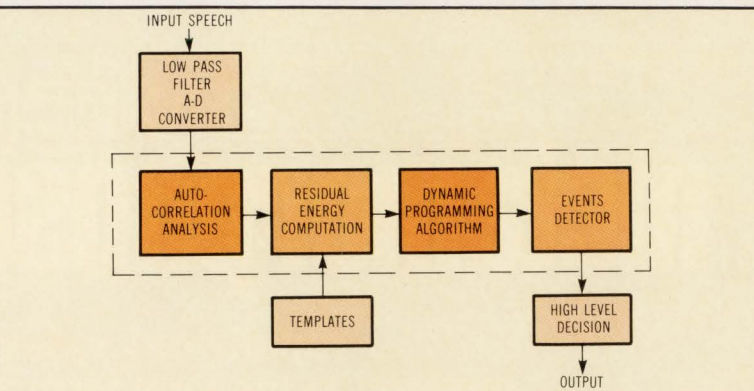 INPUT SPEECH
LOW PASS
FILTER
A-D
CONVERTER
AUTO-
CORRELATION
ANALYSIS
RESIDUAL
ENERGY
COMPUTATION
DYNAMIC
PROGRAMMING
ALGORITHM
EVENTS
DETECTOR
TEMPLATES
HIGH LEVEL
DECISION
OUTPUT